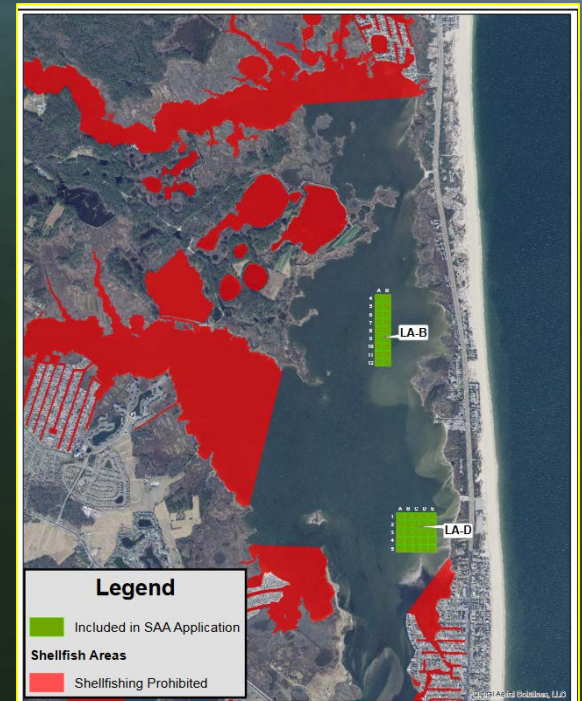 A B
4
5
6
7
8
9
10
11
12
LA-B
A B C D E
1
2
3
4
5
LA-D
Legend
Included in SAA Application
Shellfish Areas
Shellfishing Prohibited
Digital Aerial Solutions, LLC